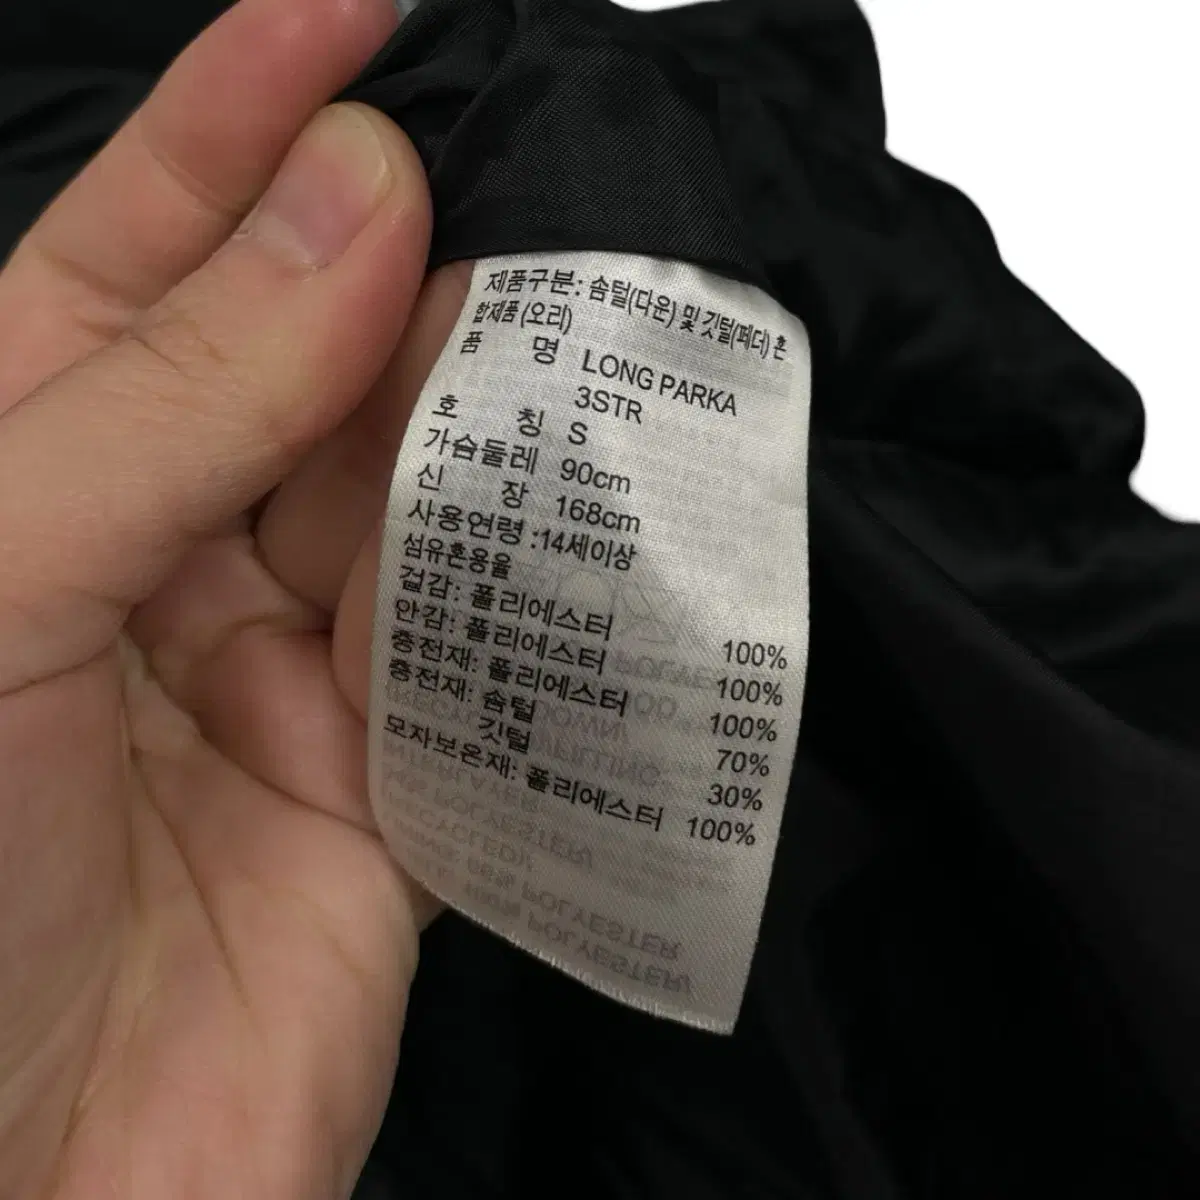 제품구분: 솜털(다운) 및 깃털(페더) 혼
합제품(오리)
품 명 LONG PARKA
3STR
호 칭 S
가슴둘레 90cm
신 장 168cm
사용연령 :14세이상
섬유혼용율
겉감: 폴리에스터 100%
안감: 폴리에스터 100%
충전재: 폴리에스터 100%
충전재: 솜털 70%
깃털 30%
모자보온재: 폴리에스터 100%